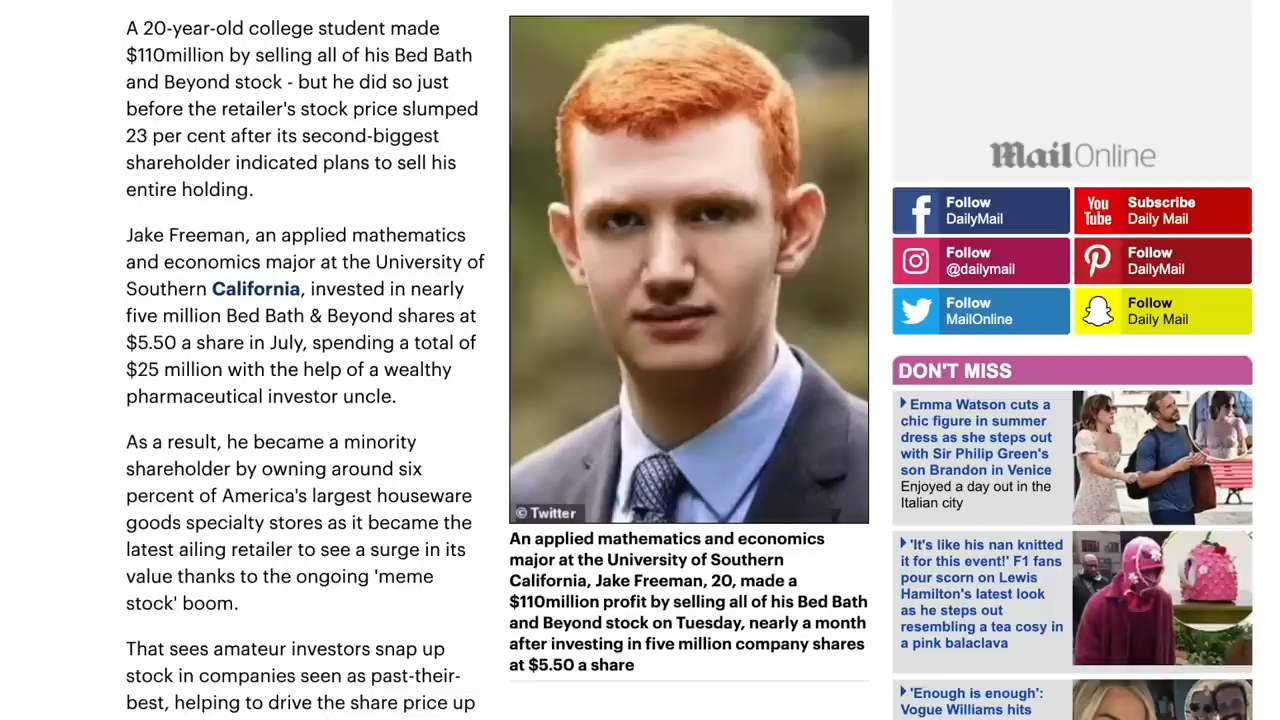 A 20-year-old college student made
$110million by selling all of his Bed Bath
and Beyond stock - but he did so just
before the retailer's stock price slumped
23 per cent after its second-biggest
shareholder indicated plans to sell his
entire holding.
Jake Freeman, an applied mathematics
and economics major at the University of
Southern California, invested in nearly
five million Bed Bath & Beyond shares at
$5.50 a share in July, spending a total of
$25 million with the help of a wealthy
pharmaceutical investor uncle.
As a result, he became a minority
shareholder by owning around six
percent of America's largest houseware
goods specialty stores as it became the
latest ailing retailer to see a surge in its
value thanks to the ongoing 'meme
stock' boom.
That sees amateur investors snap up
stock in companies seen as past-their-
best, helping to drive the share price up
© Twitter
An applied mathematics and economics
major at the University of Southern
California, Jake Freeman, 20, made a
$110million profit by selling all of his Bed Bath
and Beyond stock on Tuesday, nearly a month
after investing in five million company shares
at $5.50 a share
Mail Online
Follow
DailyMail
You
Tube
Subscribe
Daily Mail
Follow
@dailymail
Follow
DailyMail
Follow
MailOnline
Follow
Daily Mail
DON'T MISS
Emma Watson cuts a
chic figure in summer
dress as she steps out
with Sir Philip Green's
son Brandon in Venice
Enjoyed a day out in the
Italian city
'It's like his nan knitted
it for this event!' F1 fans
pour scorn on Lewis
Hamilton's latest look
as he steps out
resembling a tea cosy in
a pink balaclava
'Enough is enough':
Vogue Williams hits